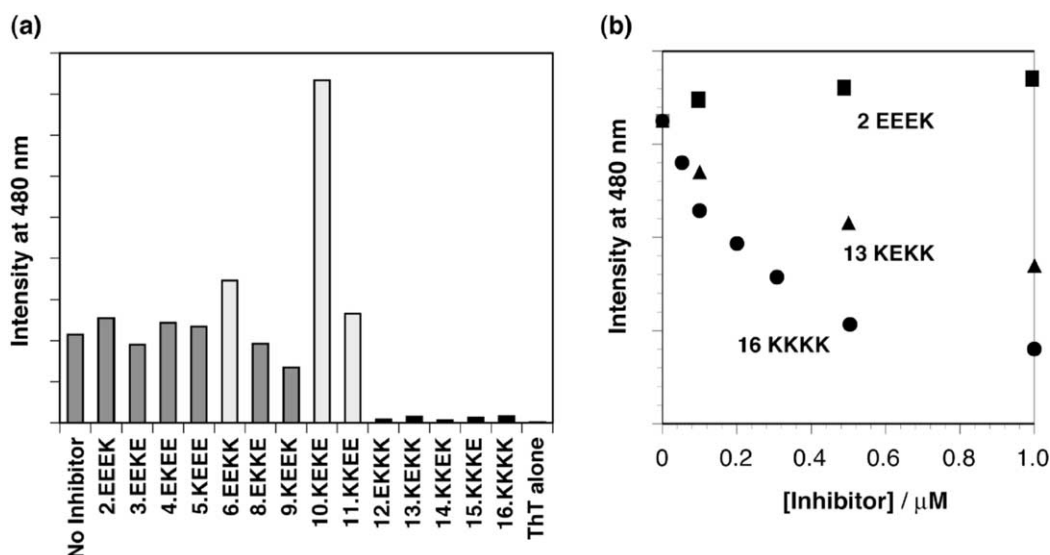 (a)
Intensity at 480 nm
No Inhibitor
2.EEEK
3.EEKE
4.EKEE
5.KEEE
6.EEKK
8.EKKE
9.KEEK
10.KEKE
11.KKEE
12.EKKK
13.KEKK
14.KKEK
15.KKKE
16.KKKK
ThT alone
(b)
Intensity at 480 nm
2 EEEK
13 KEKK
16 KKKK
0
0.2
0.4
0.6
0.8
1.0
[Inhibitor] / μM